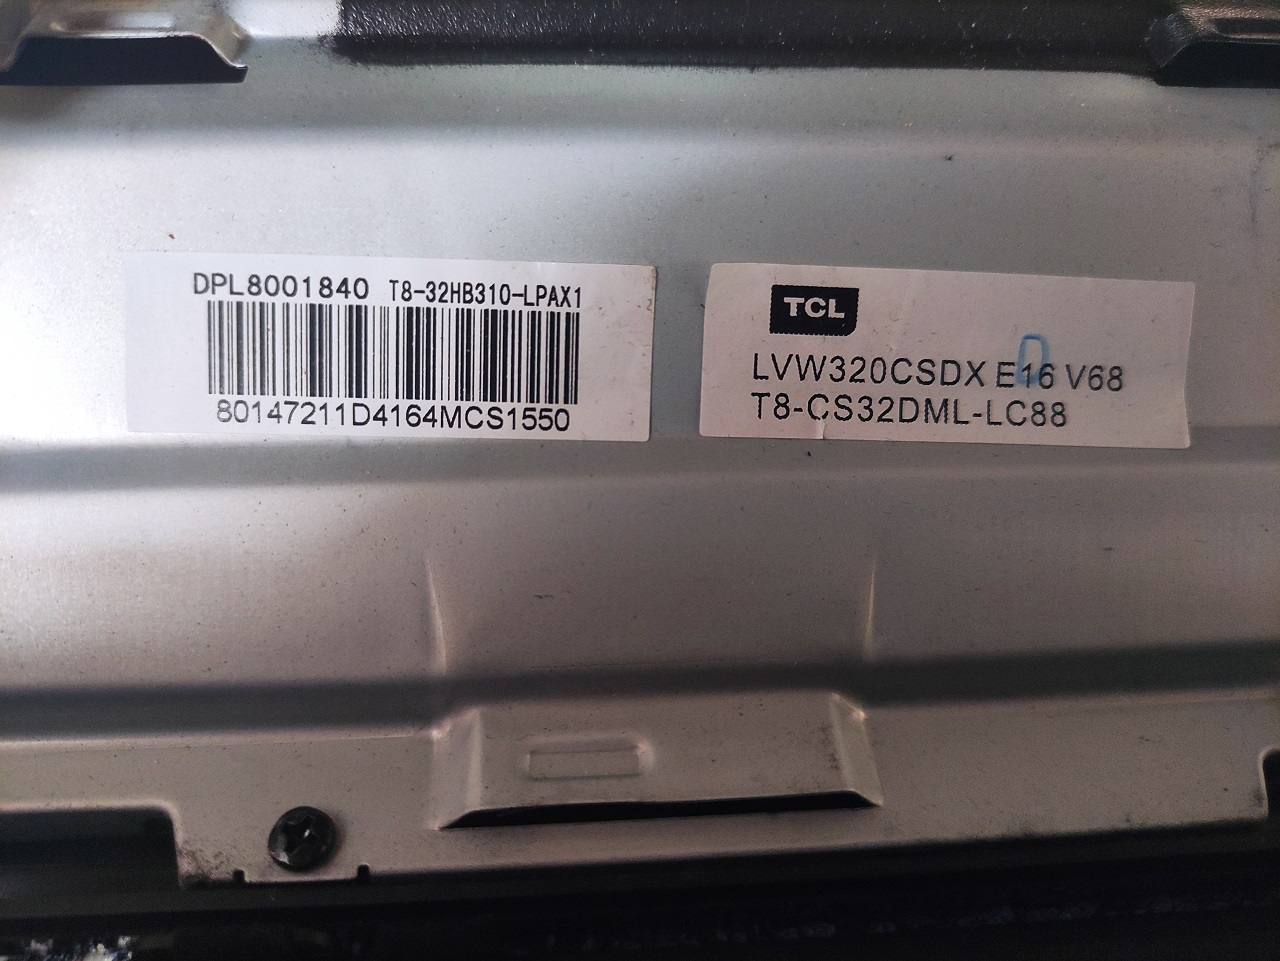 DPL8001840 T8-32HB310-LPAX1
80147211D4164MCS1550
TCL
LVW320CSDX E16 V68
T8-CS32DML-LC88